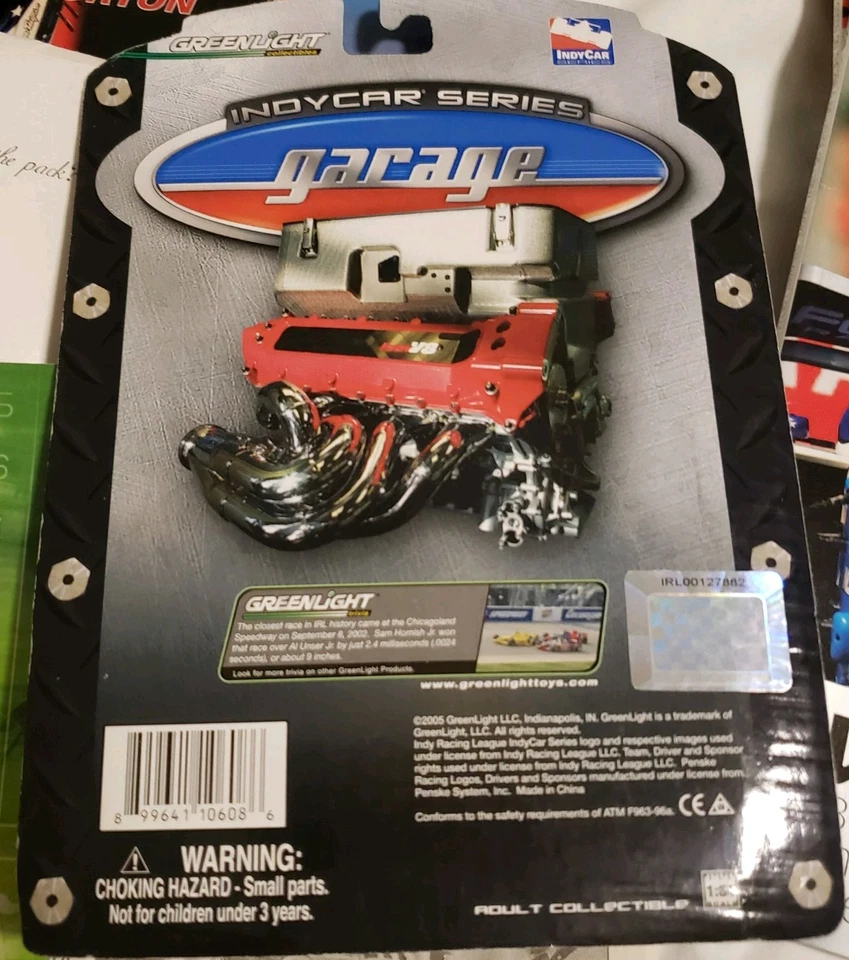 RTON
he pack.
GREENLIGHT
collectibles
INDYCAR
INDYCAR SERIES
garage
V8
IRL00127882
GREENLIGHT
trivia
The closest race in IRL history came at the Chicagoland
Speedway on September 8, 2002. Sam Hornish Jr. won
that race over Al Unser Jr. by just 2.4 milliseconds (.0024
seconds), or about 9 inches.
Look for more trivia on other GreenLight Products.
www.greenlighttoys.com
©2005 GreenLight LLC, Indianapolis, IN. GreenLight is a trademark of
GreenLight, LLC. All rights reserved.
Indy Racing League IndyCar Series logo and respective images used
under license from Indy Racing League LLC. Team, Driver and Sponsor
rights used under license from Indy Racing League LLC. Penske
Racing Logos, Drivers and Sponsors manufactured under license from
Penske System, Inc. Made in China
Conforms to the safety requirements of ATM F963-96a. CE
8 99641 10608 6
WARNING:
CHOKING HAZARD - Small parts.
Not for children under 3 years.
ADULT COLLECTIBLE